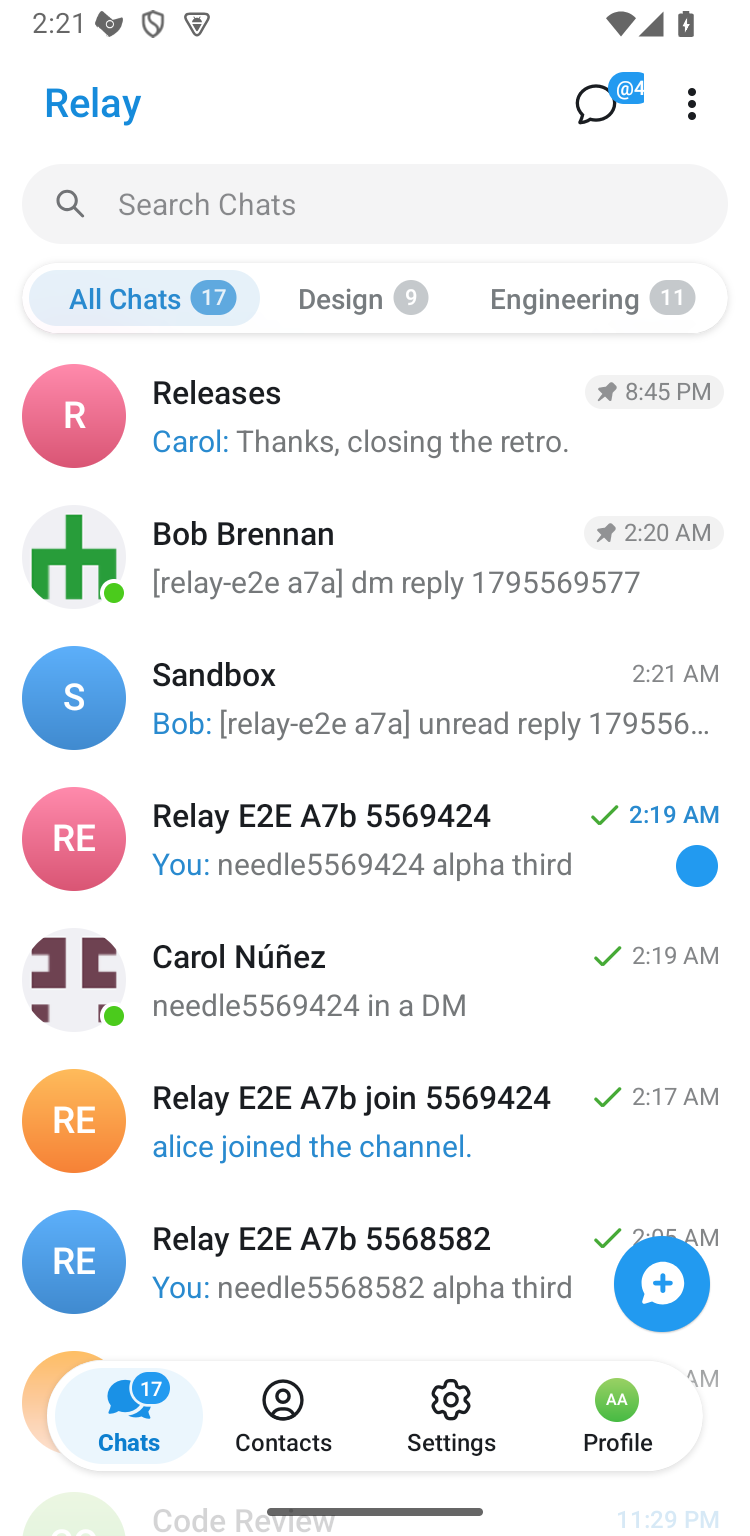 2:21
Relay
@4
Search Chats
All Chats 17
Design 9
Engineering 11
R
Releases
8:45 PM
Carol: Thanks, closing the retro.
Bob Brennan
2:20 AM
[relay-e2e a7a] dm reply 1795569577
S
Sandbox
2:21 AM
Bob: [relay-e2e a7a] unread reply 179556...
RE
Relay E2E A7b 5569424
2:19 AM
You: needle5569424 alpha third
Carol Núñez
2:19 AM
needle5569424 in a DM
RE
Relay E2E A7b join 5569424
2:17 AM
alice joined the channel.
RE
Relay E2E A7b 5568582
AM
You: needle5568582 alpha third
AM
17
Chats
Contacts
Settings
AA
Profile
Code Review
11:29 PM